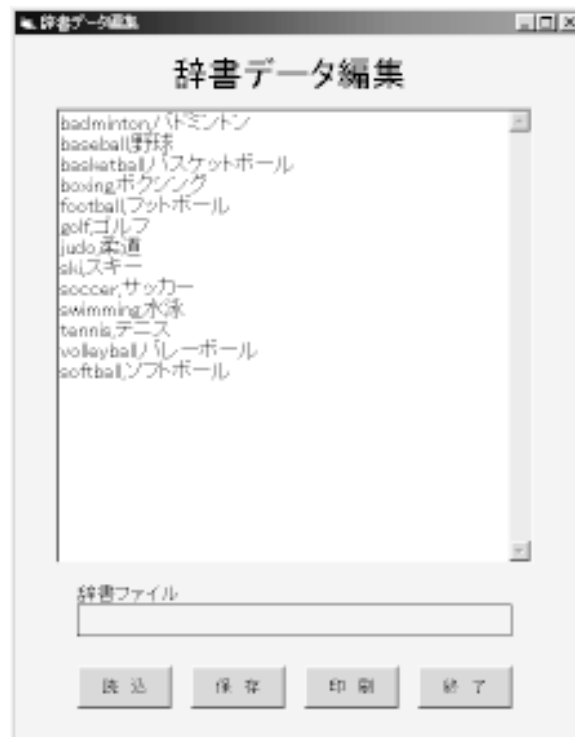 辞書データ編集
辞書データ編集
badminton,バドミントン
baseball,野球
basketball,バスケットボール
boxing,ボクシング
football,フットボール
golf,ゴルフ
judo,柔道
ski,スキー
soccer,サッカー
swimming,水泳
tennis,テニス
volleyball,バレーボール
softball,ソフトボール
辞書ファイル
読 込 保 存 印 刷 終 了